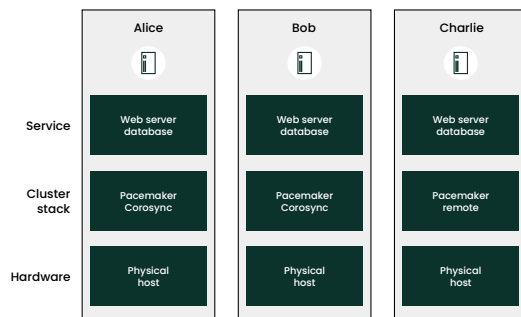 Alice
Bob
Charlie
Service
Web server
database
Web server
database
Web server
database
Cluster
stack
Pacemaker
Corosync
Pacemaker
Corosync
Pacemaker
remote
Hardware
Physical
host
Physical
host
Physical
host